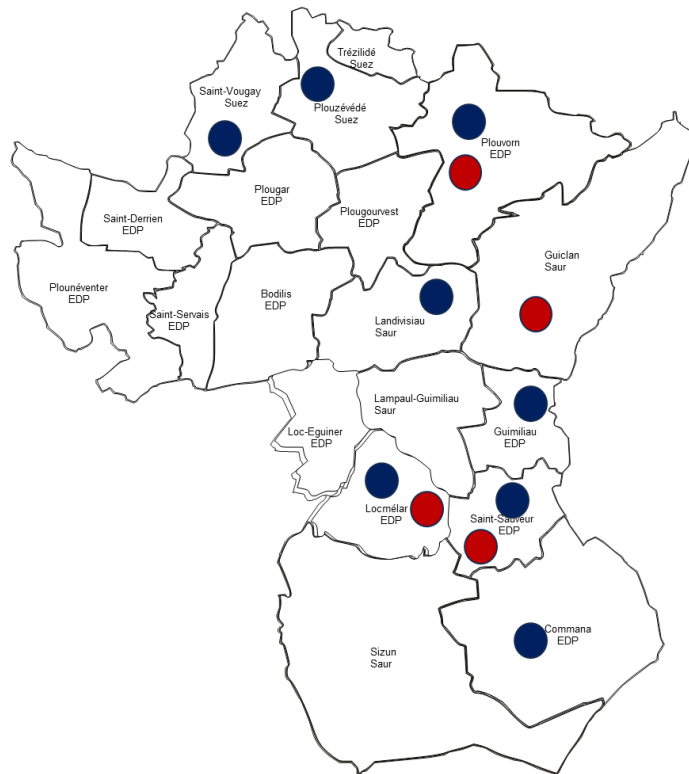 Trézilidé
Suez
Saint-Vougay
Suez
Plouzévédé
Suez
Plouvorn
EDP
Plougar
EDP
Plougourvest
EDP
Saint-Derrien
EDP
Guiclan
Saur
Plounéventer
EDP
Saint-Servais
EDP
Bodilis
EDP
Landivisiau
Saur
Lampaul-Guimiliau
Saur
Loc-Eguiner
EDP
Guimiliau
EDP
Locmélar
EDP
Saint-Sauveur
EDP
Commana
EDP
Sizun
Saur